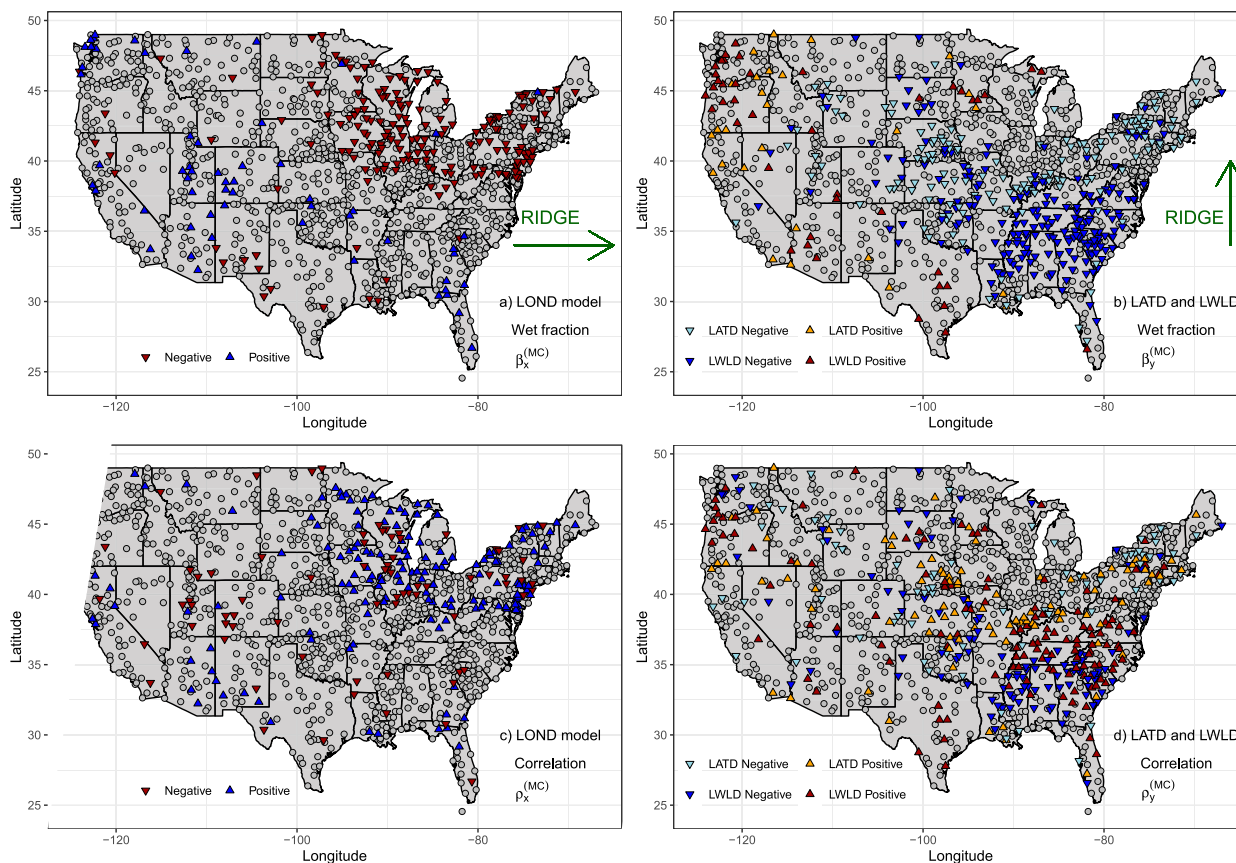 50
45
40
35
30
25
Latitude
−120
−100
−80
Longitude
RIDGE
a) LOND model
Wet fraction
βx(MC)
Negative
Positive
50
45
40
35
30
25
Latitude
−120
−100
−80
Longitude
RIDGE
b) LATD and LWLD
Wet fraction
βy(MC)
LATD Negative
LATD Positive
LWLD Negative
LWLD Positive
50
45
40
35
30
25
Latitude
−120
−100
−80
Longitude
c) LOND model
Correlation
ρx(MC)
Negative
Positive
50
45
40
35
30
25
Latitude
−120
−100
−80
Longitude
d) LATD and LWLD
Correlation
ρy(MC)
LATD Negative
LATD Positive
LWLD Negative
LWLD Positive